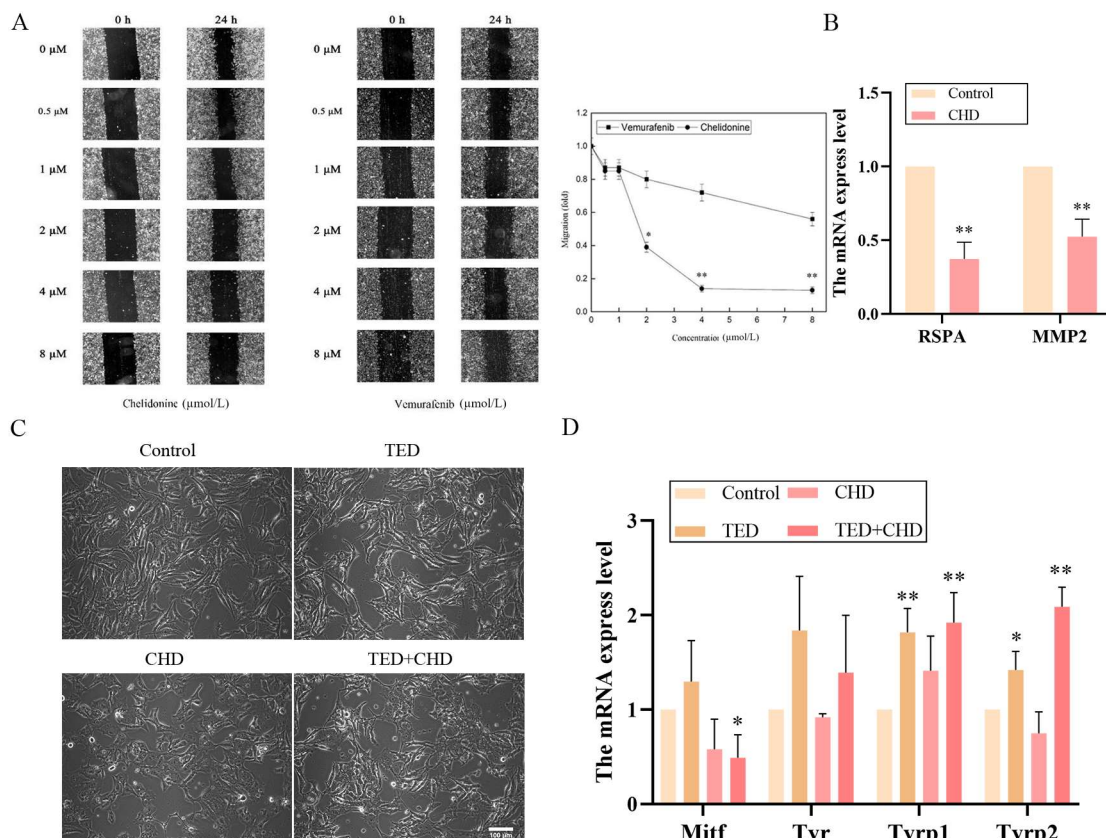 A
0 h 24 h 0 h 24 h
0 μM 0 μM
0.5 μM 0.5 μM
1 μM 1 μM
2 μM 2 μM
4 μM 4 μM
8 μM 8 μM
Chelidonine (μmol/L) Vemurafenib (μmol/L)
Vemurafenib Chelidonine
Migration (fold)
1.2
1.0
0.8
0.6
0.4
0.2
0.0
* ** **
0 1 2 3 4 5 6 7 8
Concentration (μmol/L)
B
Control
CHD
The mRNA express level
1.5
1.0
0.5
0.0
** **
RSPA MMP2
C
Control TED
CHD TED+CHD
100 μm
D
Control CHD
TED TED+CHD
The mRNA express level
3
2
1
0
* ** ** * **
Mitf Tyr Tyrp1 Tyrp2